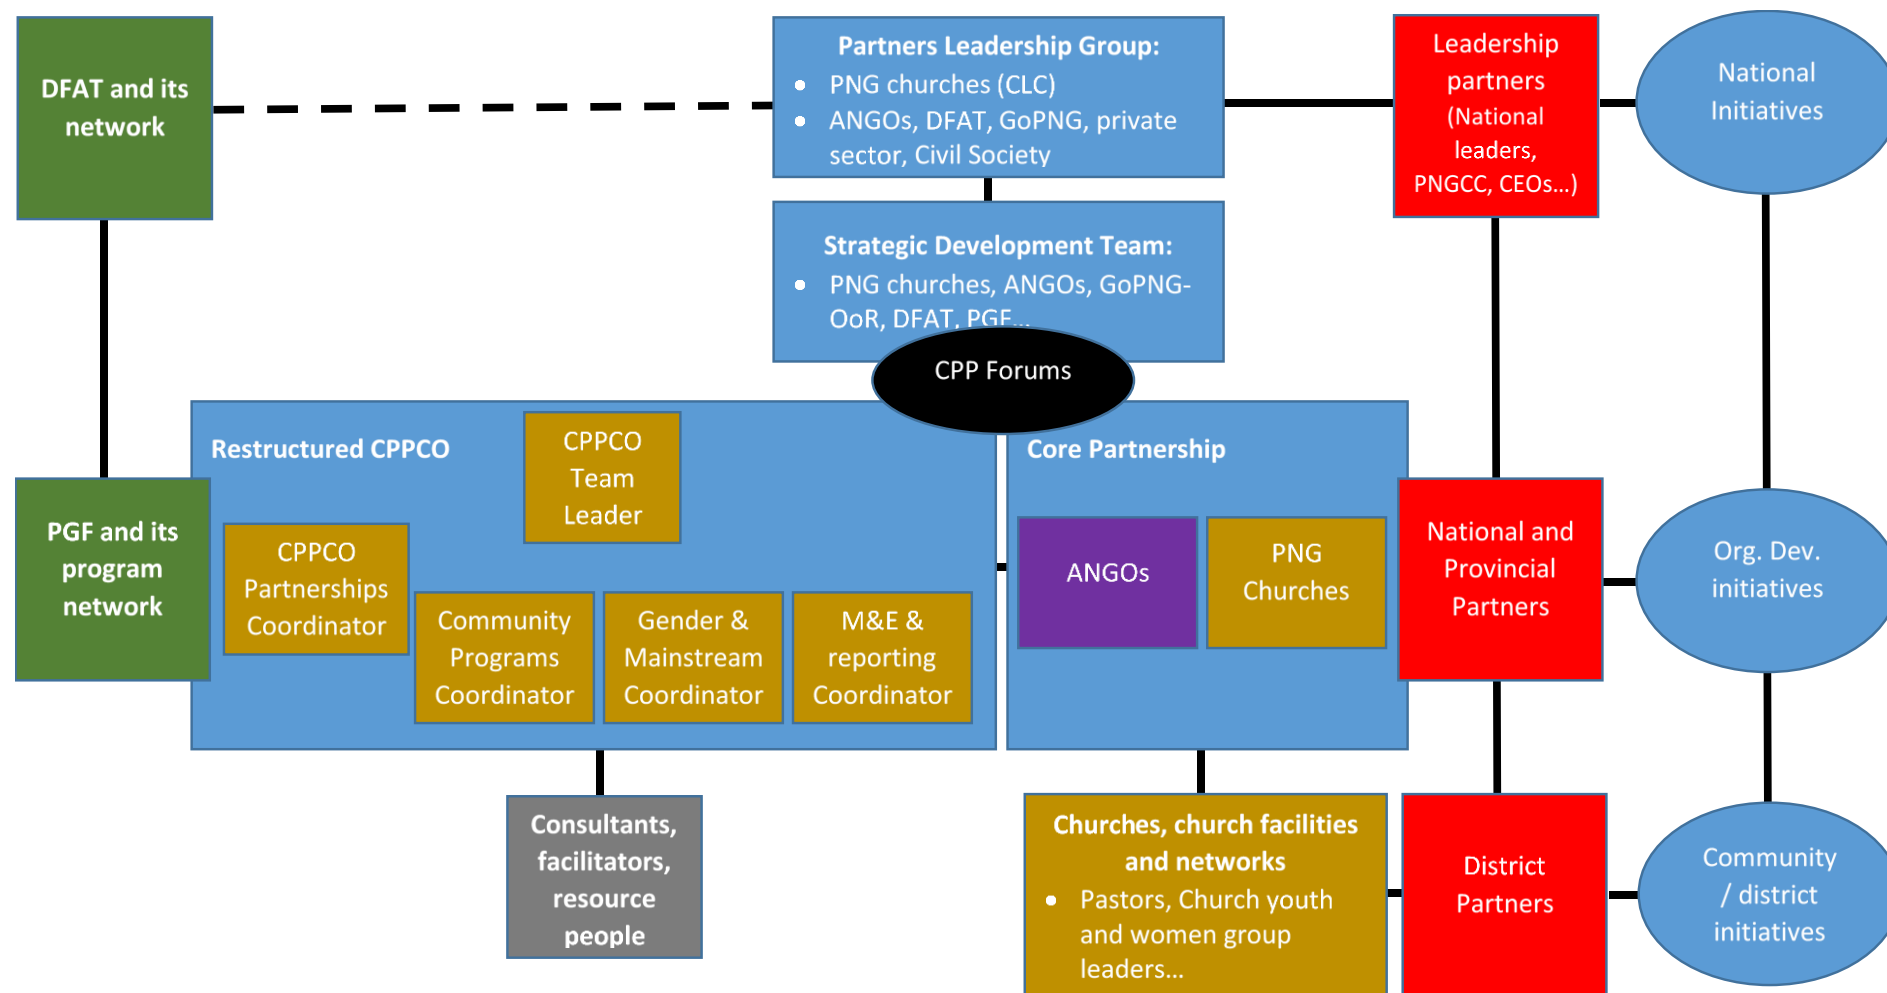 DFAT and its
network
Partners Leadership Group:
• PNG churches (CLC)
• ANGOs, DFAT, GoPNG, private
sector, Civil Society
Leadership
partners
(National
leaders,
PNGCC, CEOs...)
National
Initiatives
Strategic Development Team:
• PNG churches, ANGOs, GoPNG-
OoR, DFAT, PGF...
CPP Forums
Restructured CPPCO
CPPCO
Team
Leader
Core Partnership
PGF and its
program
network
CPPCO
Partnerships
Coordinator
Community
Programs
Coordinator
Gender &
Mainstream
Coordinator
M&E &
reporting
Coordinator
ANGOs
PNG
Churches
National and
Provincial
Partners
Org. Dev.
initiatives
Consultants,
facilitators,
resource
people
Churches, church facilities
and networks
• Pastors, Church youth
and women group
leaders...
District
Partners
Community
/ district
initiatives